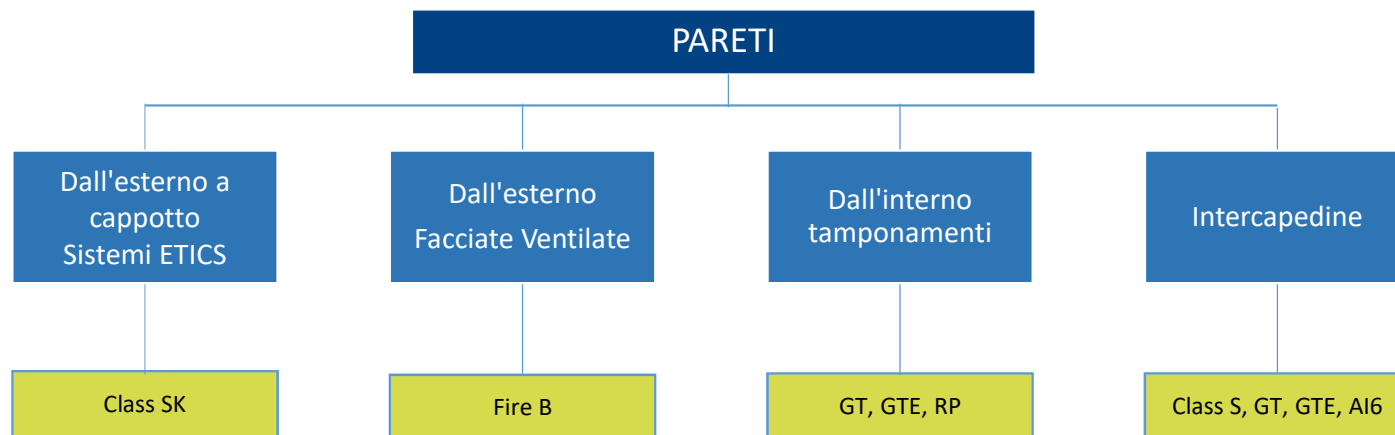 PARETI
Dall'esterno a
cappotto
Sistemi ETICS
Dall'esterno
Facciate Ventilate
Dall'interno
tamponamenti
Intercapedine
Class SK
Fire B
GT, GTE, RP
Class S, GT, GTE, AI6